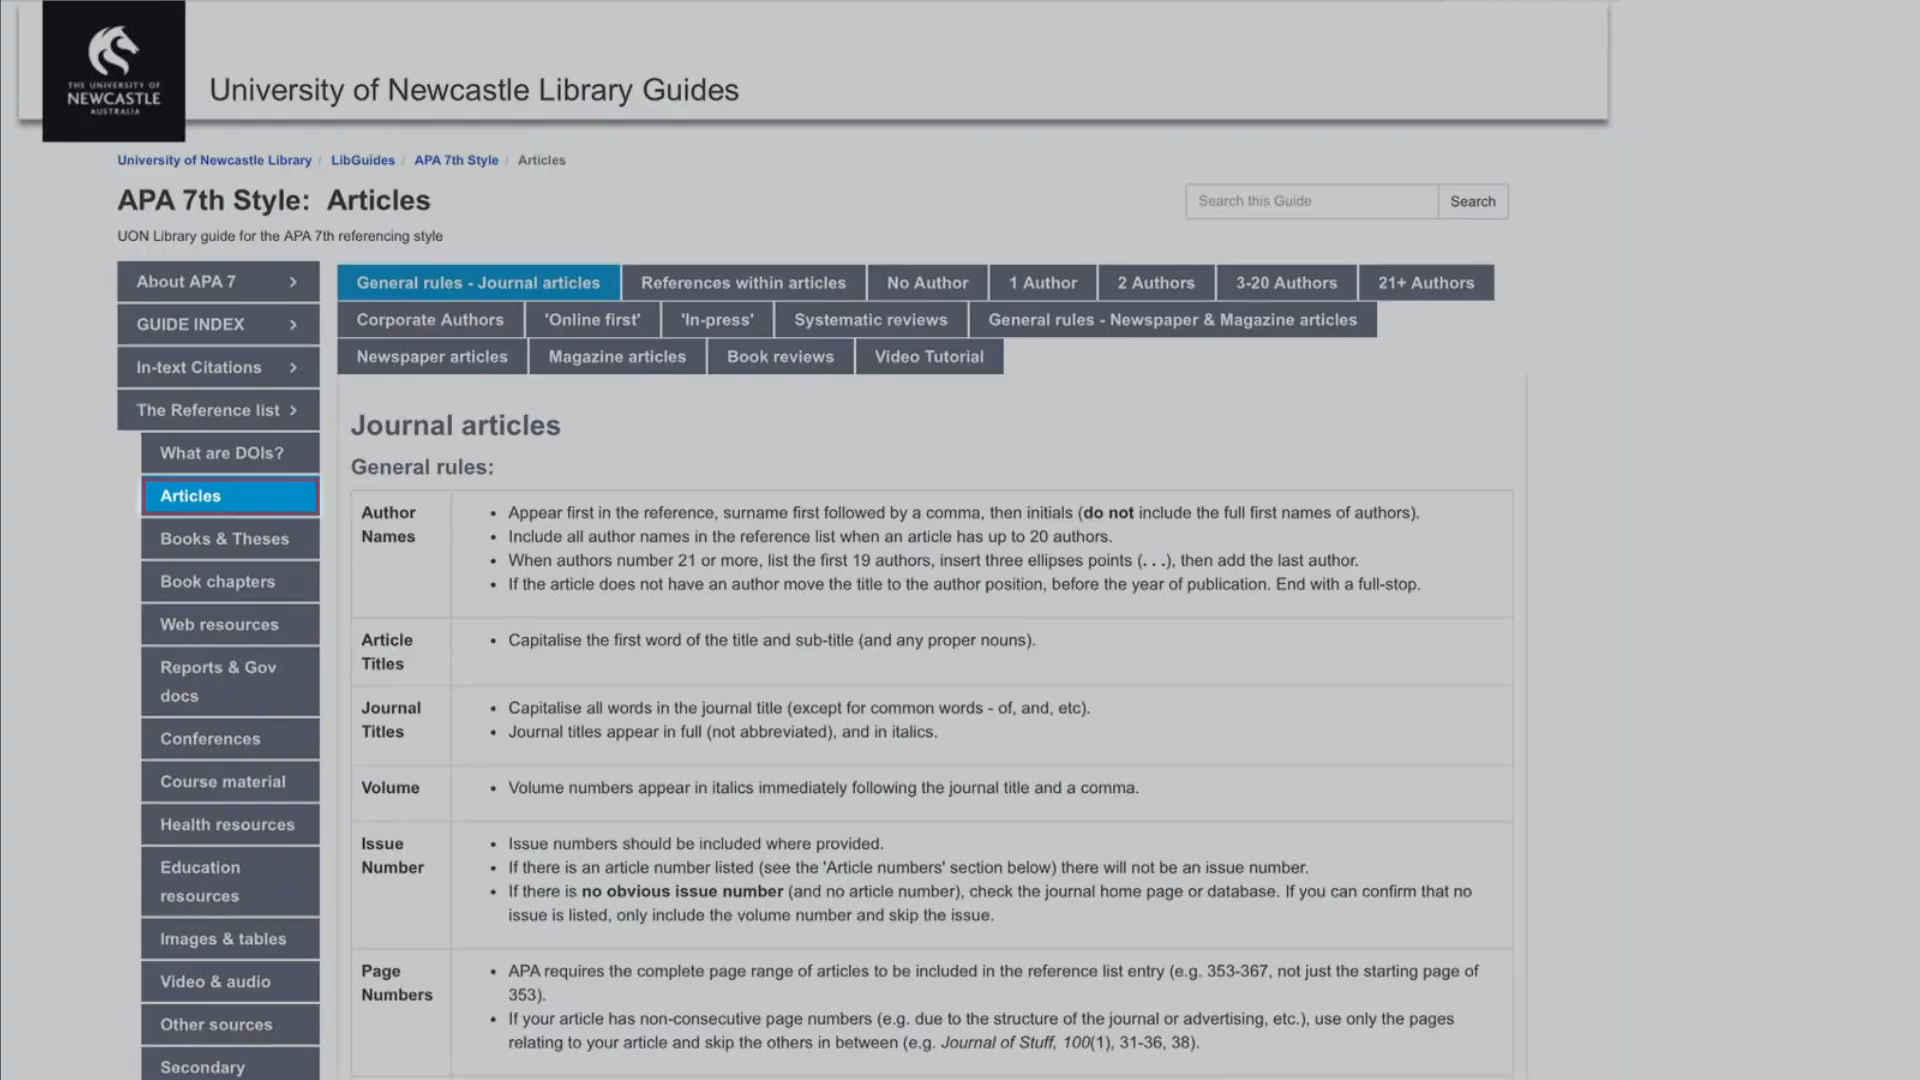 THE UNIVERSITY OF
NEWCASTLE
AUSTRALIA
University of Newcastle Library Guides
University of Newcastle Library / LibGuides / APA 7th Style / Articles
APA 7th Style: Articles
Search this Guide
Search
UON Library guide for the APA 7th referencing style
About APA 7
GUIDE INDEX
In-text Citations
The Reference list
What are DOIs?
Articles
Books & Theses
Book chapters
Web resources
Reports & Gov
docs
Conferences
Course material
Health resources
Education
resources
Images & tables
Video & audio
Other sources
Secondary
General rules - Journal articles
References within articles
No Author
1 Author
2 Authors
3-20 Authors
21+ Authors
Corporate Authors
'Online first'
'In-press'
Systematic reviews
General rules - Newspaper & Magazine articles
Newspaper articles
Magazine articles
Book reviews
Video Tutorial
Journal articles
General rules:
Author
Names
• Appear first in the reference, surname first followed by a comma, then initials (do not include the full first names of authors).
• Include all author names in the reference list when an article has up to 20 authors.
• When authors number 21 or more, list the first 19 authors, insert three ellipses points (. . .), then add the last author.
• If the article does not have an author move the title to the author position, before the year of publication. End with a full-stop.
Article
Titles
• Capitalise the first word of the title and sub-title (and any proper nouns).
Journal
Titles
• Capitalise all words in the journal title (except for common words - of, and, etc).
• Journal titles appear in full (not abbreviated), and in italics.
Volume
• Volume numbers appear in italics immediately following the journal title and a comma.
Issue
Number
• Issue numbers should be included where provided.
• If there is an article number listed (see the 'Article numbers' section below) there will not be an issue number.
• If there is no obvious issue number (and no article number), check the journal home page or database. If you can confirm that no
issue is listed, only include the volume number and skip the issue.
Page
Numbers
• APA requires the complete page range of articles to be included in the reference list entry (e.g. 353-367, not just the starting page of
353).
• If your article has non-consecutive page numbers (e.g. due to the structure of the journal or advertising, etc.), use only the pages
relating to your article and skip the others in between (e.g. Journal of Stuff, 100(1), 31-36, 38).